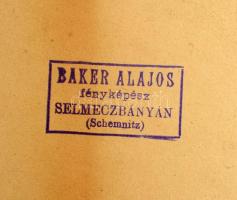 BAKER ALAJOS
fényképész
SELMECZBÁNYÁN
(Schemnitz)